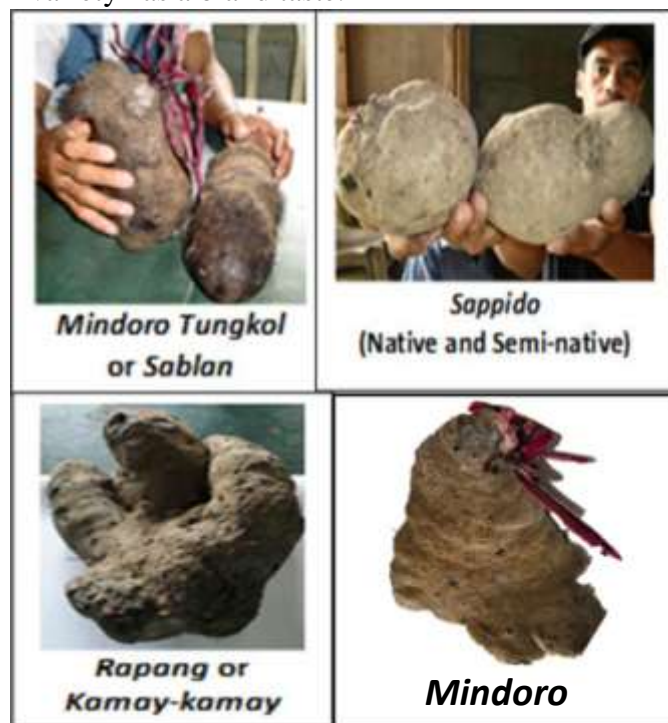 Mindoro Tungkol
or Sablan
Sappido
(Native and Semi-native)
Rapang or
Kamay-kamay
Mindoro